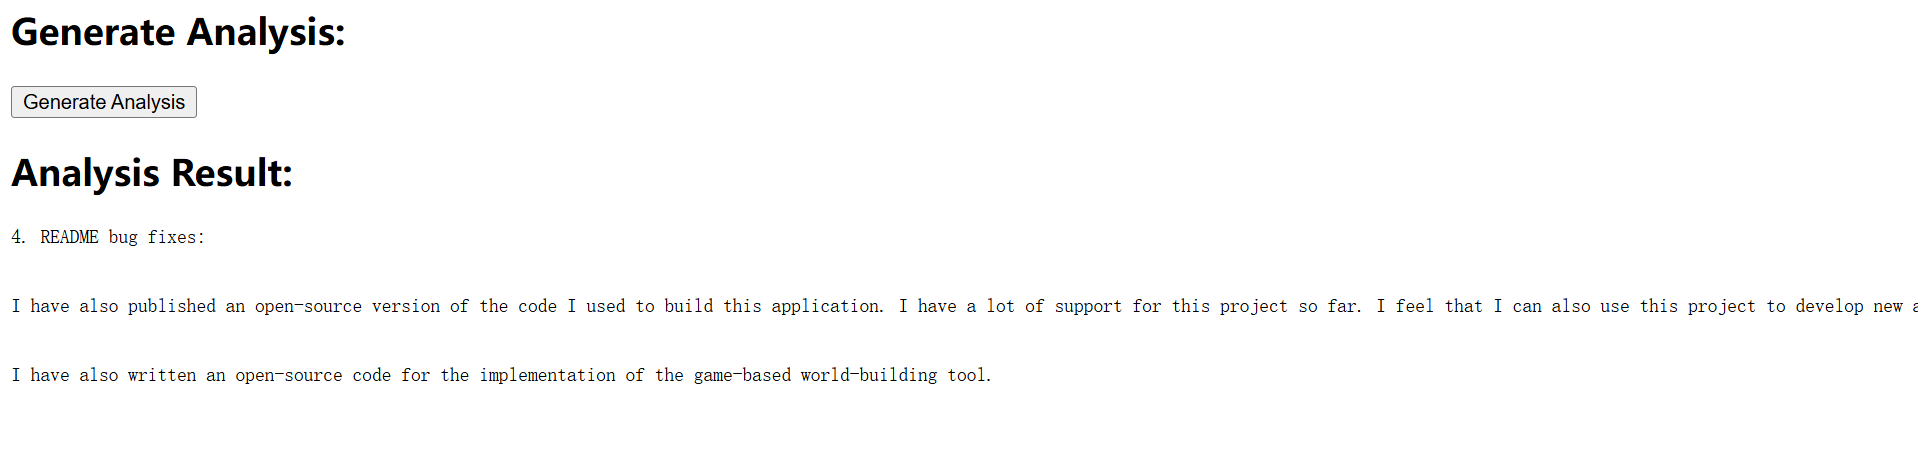 Generate Analysis:
Generate Analysis
Analysis Result:
4. README bug fixes:
I have also published an open-source version of the code I used to build this application. I have a lot of support for this project so far. I feel that I can also use this project to develop new
I have also written an open-source code for the implementation of the game-based world-building tool.